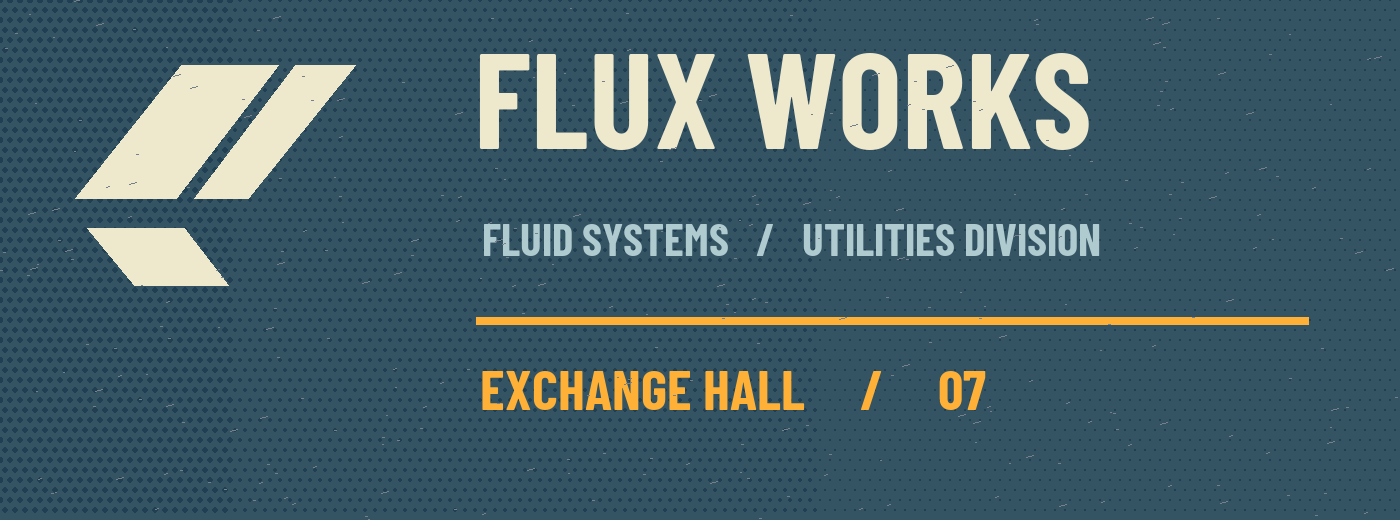 FLUX WORKS
FLUID SYSTEMS / UTILITIES DIVISION
EXCHANGE HALL / 07